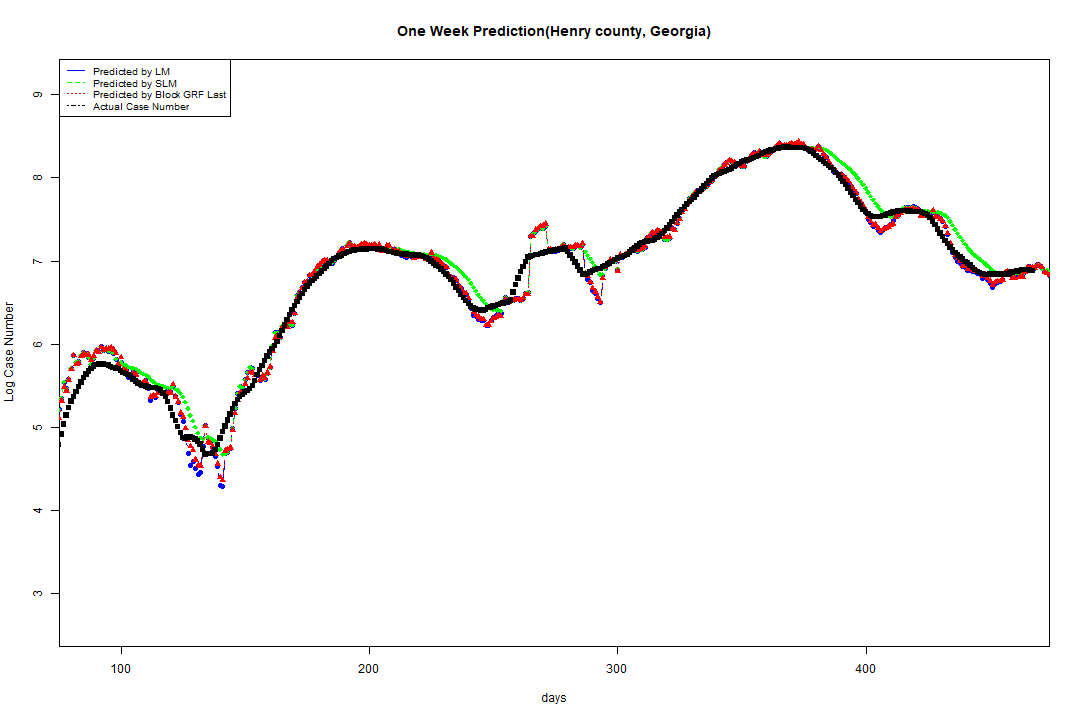 One Week Prediction(Henry county, Georgia)
Predicted by LM
Predicted by SLM
Predicted by Block GRF Last
Actual Case Number
9
8
7
6
5
4
3
Log Case Number
100 200 300 400
days